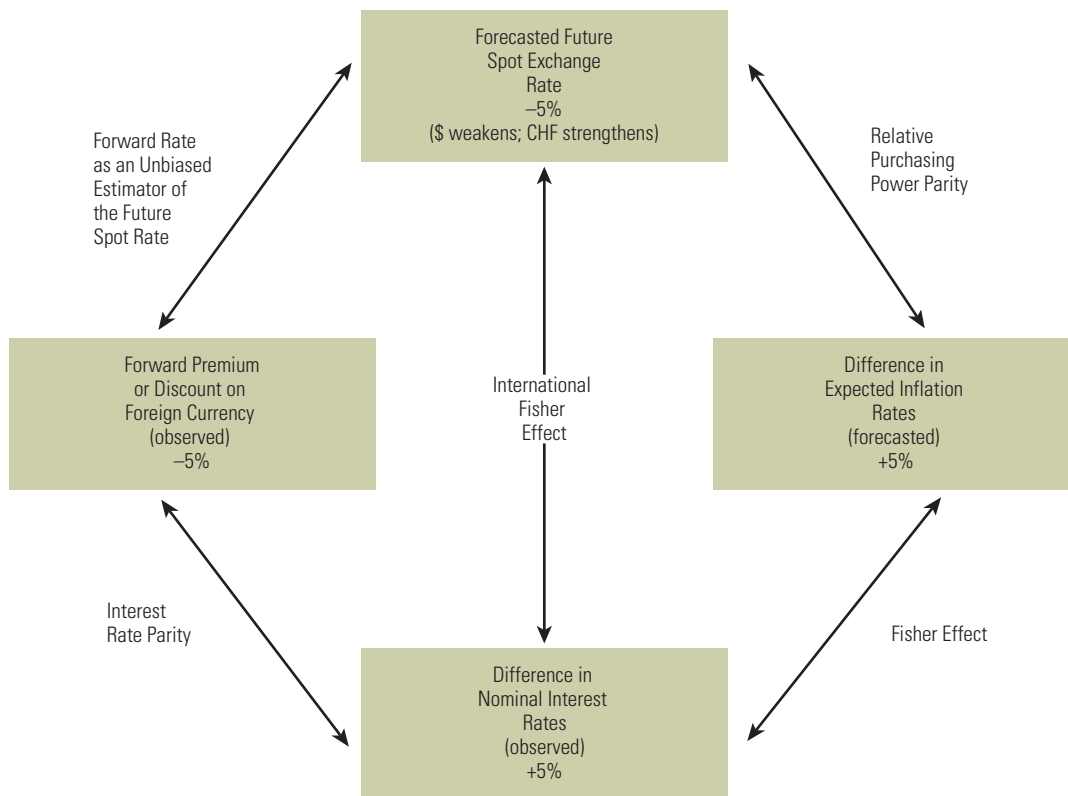 Forecasted Future
Spot Exchange
Rate
–5%
($ weakens; CHF strengthens)
Forward Rate
as an Unbiased
Estimator of
the Future
Spot Rate
Relative
Purchasing
Power Parity
Forward Premium
or Discount on
Foreign Currency
(observed)
–5%
International
Fisher
Effect
Difference in
Expected Inflation
Rates
(forecasted)
+5%
Interest
Rate Parity
Fisher Effect
Difference in
Nominal Interest
Rates
(observed)
+5%